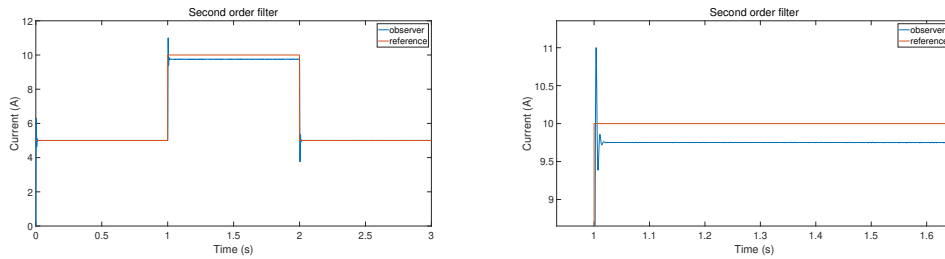 Second order filter
observer
reference
Current (A)
12
10
8
6
4
2
0
0 0.5 1 1.5 2 2.5 3
Time (s)
Second order filter
observer
reference
Current (A)
11
10.5
10
9.5
9
1 1.1 1.2 1.3 1.4 1.5 1.6
Time (s)